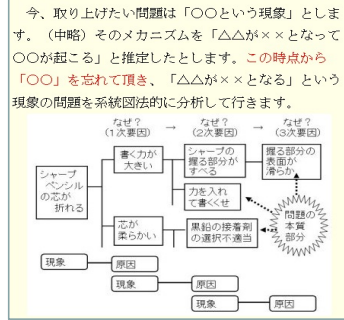 今、取り上げたい問題は「〇〇という現象」としま
す。（中略）そのメカニズムを「△△が××となって
〇〇が起こる」と推定したとします。この時点から
「〇〇」を忘れて頂き、「△△が××となる」という
現象の問題を系統図法的に分析して行きます。
なぜ？ → なぜ？ → なぜ？
（1次要因） （2次要因） （3次要因）
シャープ
ペンシル
の芯が
折れる
書く力が
大きい
シャープの
握る部分が
すべる
握る部分の
表面が
滑らか
力を入れ
て書くくせ
芯が
柔らかい
黒鉛の接着剤
の選択不適当
問題の
本質
部分
現象 原因
現象 原因
現象 原因